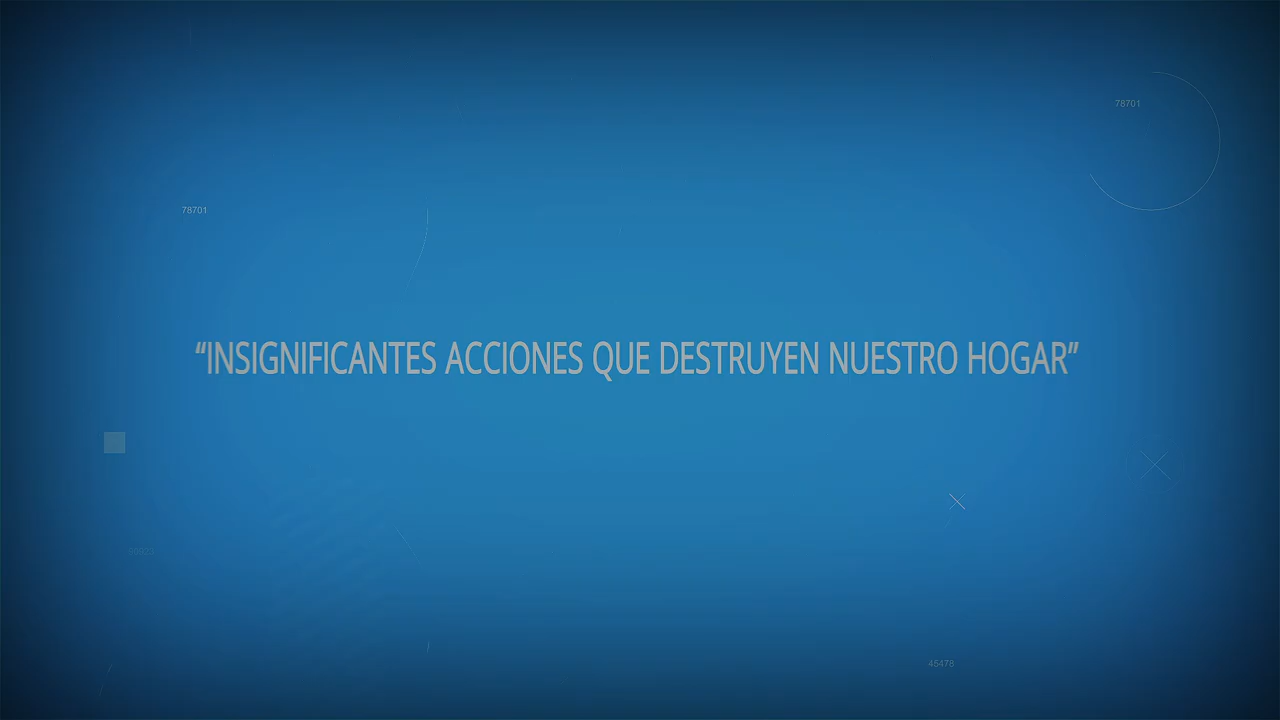 78701
78701
“INSIGNIFICANTES ACCIONES QUE DESTRUYEN NUESTRO HOGAR”
45478